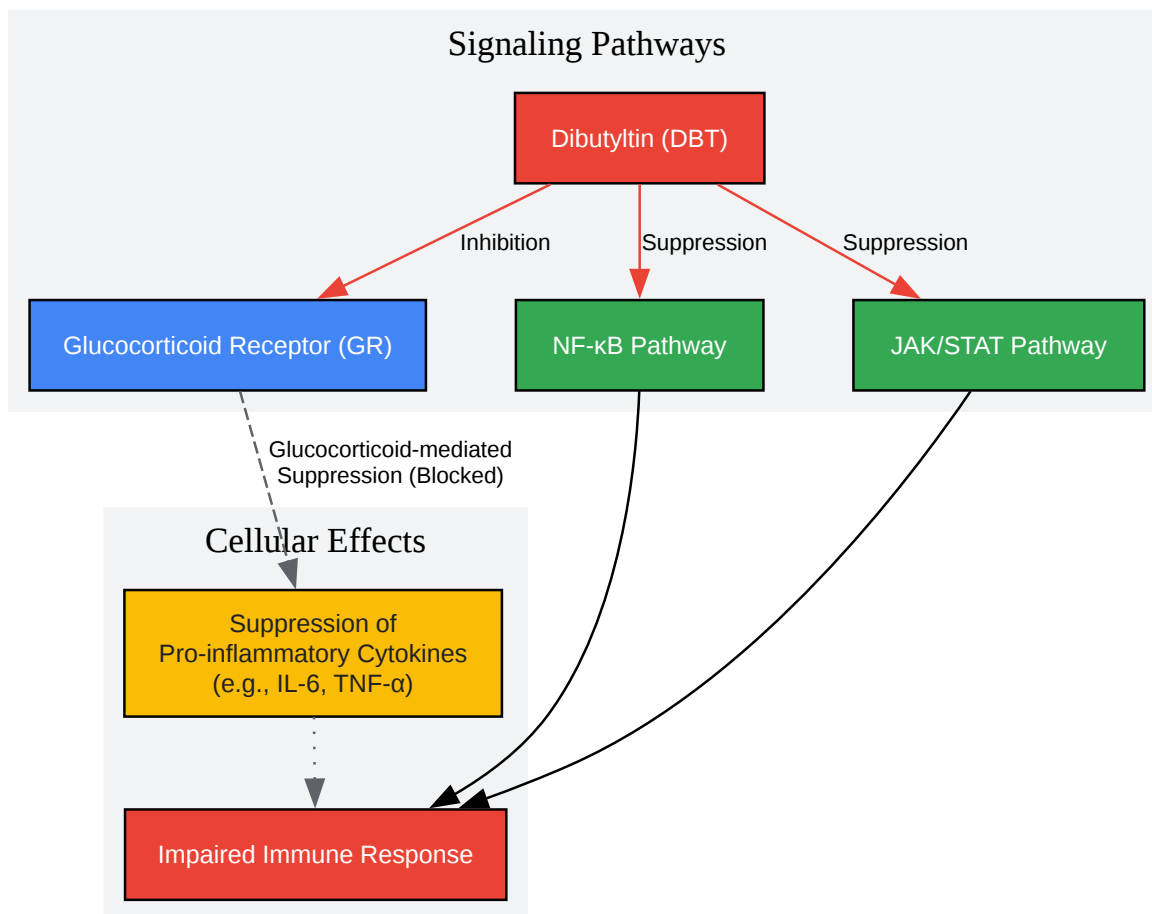 Signaling Pathways
Dibutyltin (DBT)
Inhibition
Suppression
Suppression
Glucocorticoid Receptor (GR)
NF-κB Pathway
JAK/STAT Pathway
Glucocorticoid-mediated
Suppression (Blocked)
Cellular Effects
Suppression of
Pro-inflammatory Cytokines
(e.g., IL-6, TNF-α)
Impaired Immune Response